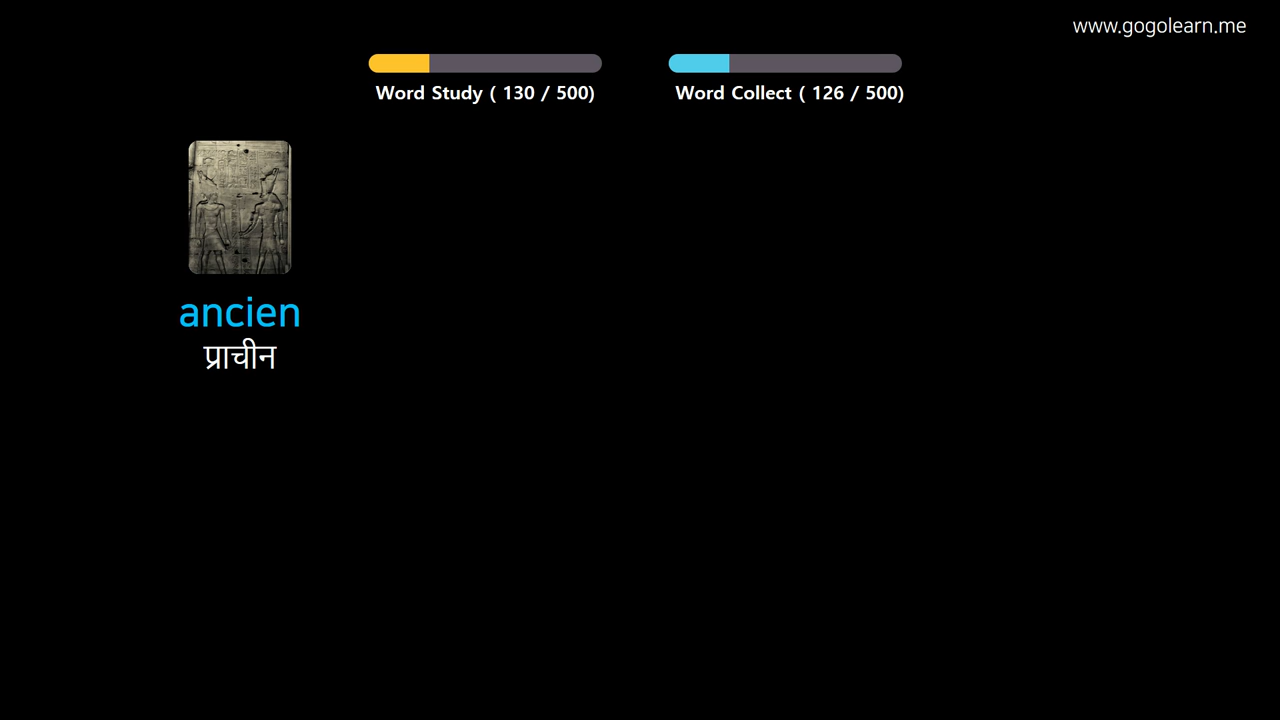 www.gogolearn.me
Word Study ( 130 / 500)
Word Collect ( 126 / 500)
ancien
प्राचीन